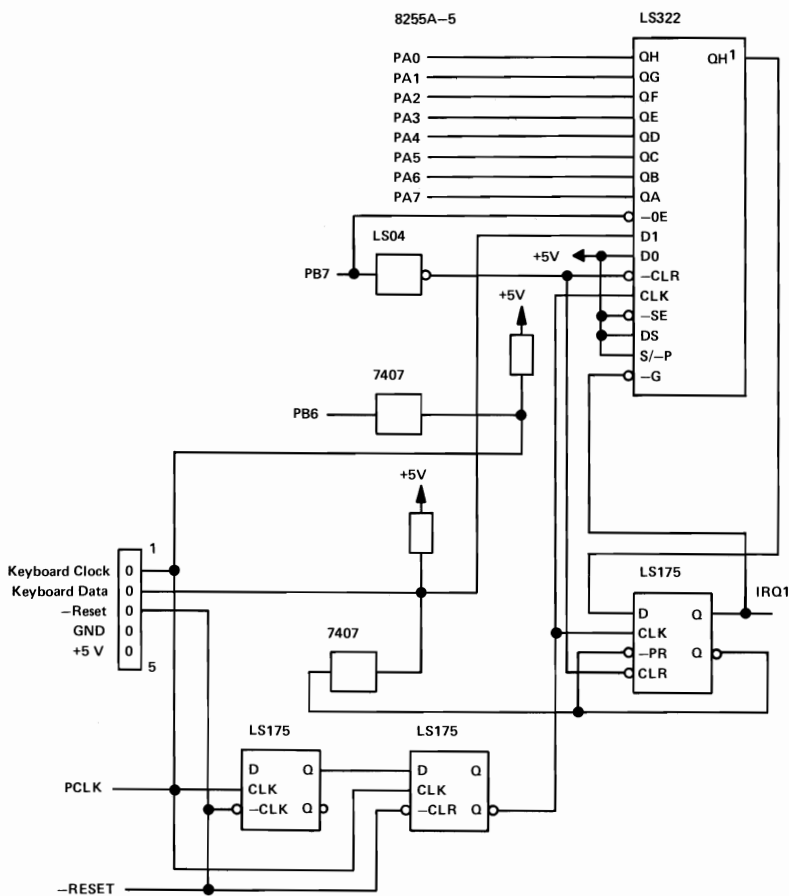 8255A-5
LS322
PA0
QH
QH1
PA1
QG
PA2
QF
PA3
QE
PA4
QD
PA5
QC
PA6
QB
PA7
QA
-OE
LS04
D1
+5V
D0
PB7
-CLR
+5V
CLK
-SE
DS
7407
S/-P
-G
PB6
+5V
1
LS175
Keyboard Clock 0
Keyboard Data 0
IRQ1
-Reset 0
D Q
GND 0
7407
CLK
+5 V 0
-PR Q
5
CLR
LS175
LS175
D Q
D Q
PCLK
CLK
CLK
-CLK Q
-CLR Q
-RESET